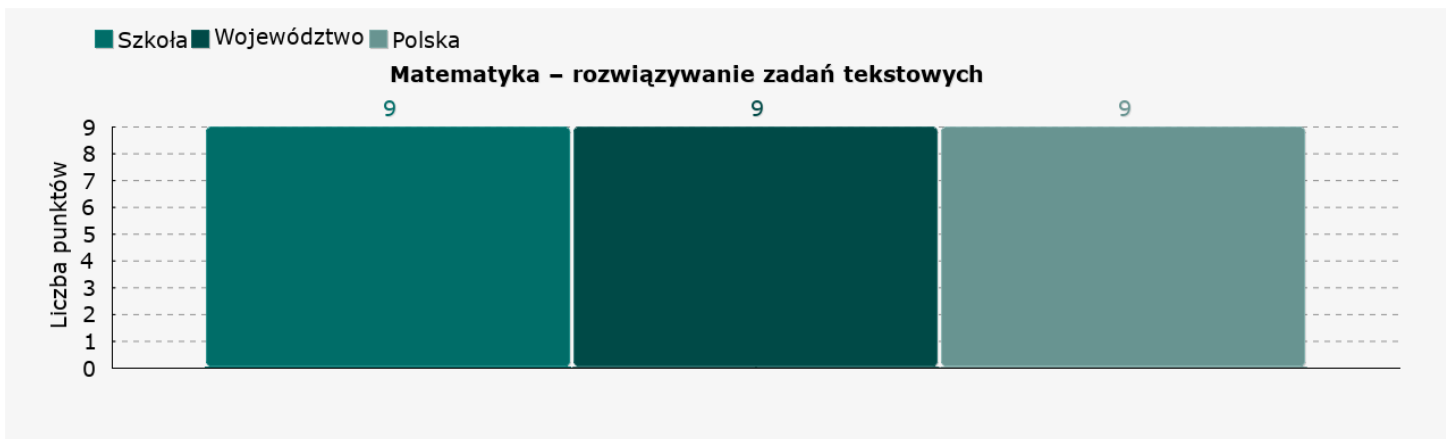 Szkoła Województwo Polska
Matematyka – rozwiązywanie zadań tekstowych
9 9 9
Liczba punktów
9
8
7
6
5
4
3
2
1
0